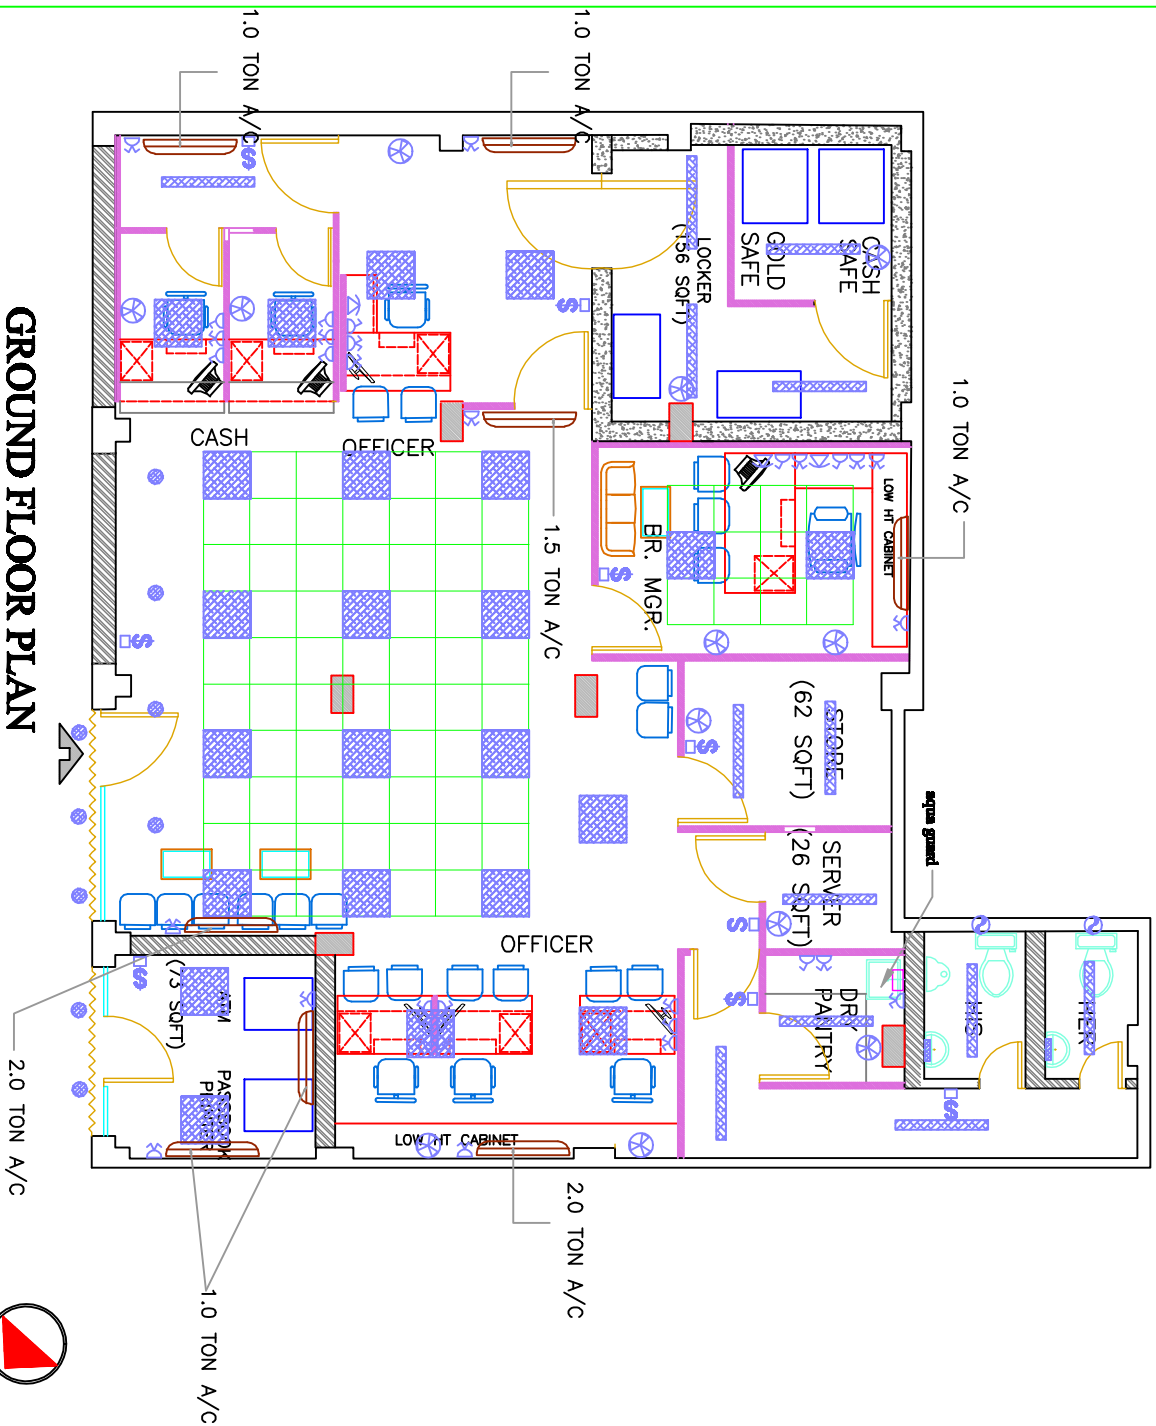 1.0 TON A/C
1.0 TON A/C
CASH
SAFE
GOLD
SAFE
LOCKER
(156 SQFT)
1.0 TON A/C
CASH
OFFICER
LOW HT CABINET
BR. MGR.
1.5 TON A/C
GROUND FLOOR PLAN
STORE
(62 SQFT)
aqua guard
SERVER
(26 SQFT)
OFFICER
DRY
PANTRY
HIS
HER
ATM
(73 SQFT)
PASSBOOK
PRINTER
LOW HT CABINET
2.0 TON A/C
2.0 TON A/C
1.0 TON A/C